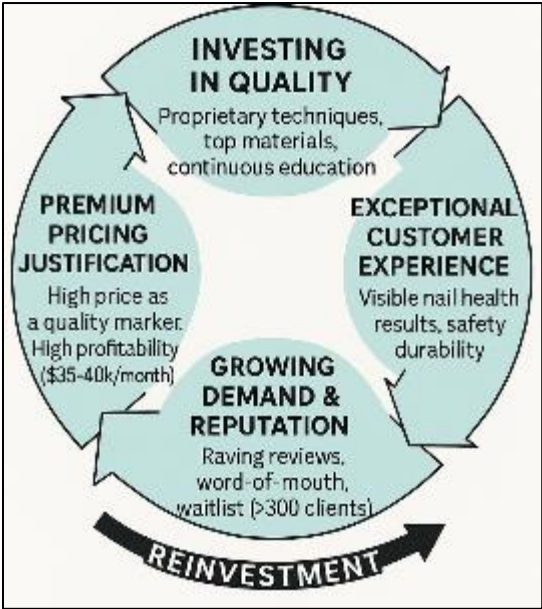 INVESTING
IN QUALITY
Proprietary techniques,
top materials,
continuous education
EXCEPTIONAL
CUSTOMER
EXPERIENCE
Visible nail health
results, safety
durability
GROWING
DEMAND &
REPUTATION
Raving reviews,
word-of-mouth,
waitlist (>300 clients)
PREMIUM
PRICING
JUSTIFICATION
High price as
a quality marker.
High profitability
($35-40k/month)
REINVESTMENT